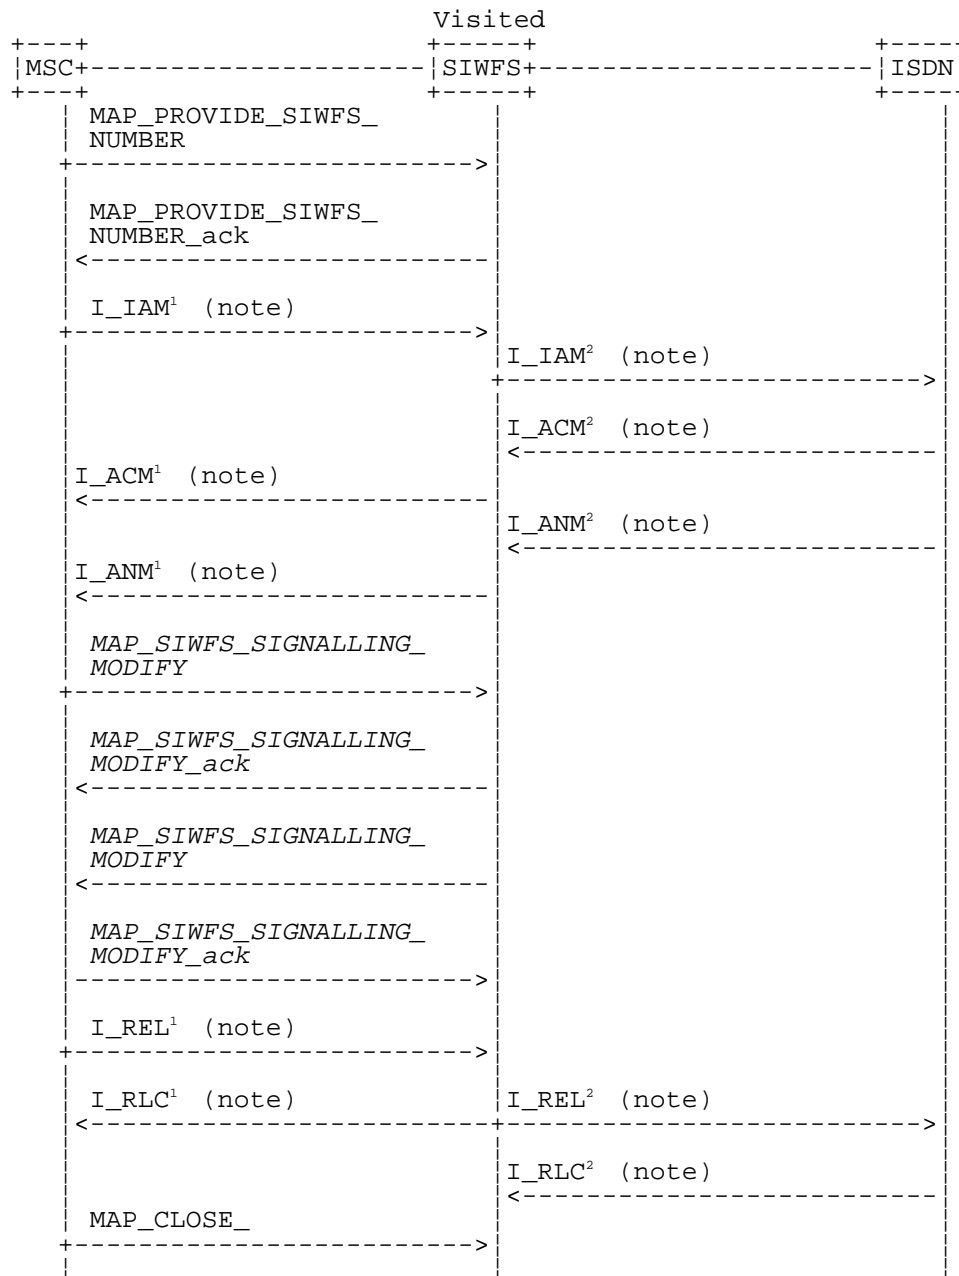 Visited
MSC SIWFS ISDN
MAP_PROVIDE_SIWFS_
NUMBER
MAP_PROVIDE_SIWFS_
NUMBER_ack
I_IAM¹ (note)
I_IAM² (note)
I_ACM² (note)
I_ACM¹ (note)
I_ANM² (note)
I_ANM¹ (note)
MAP_SIWFS_SIGNALLING_
MODIFY
MAP_SIWFS_SIGNALLING_
MODIFY_ack
MAP_SIWFS_SIGNALLING_
MODIFY
MAP_SIWFS_SIGNALLING_
MODIFY_ack
I_REL¹ (note)
I_RLC¹ (note) I_REL² (note)
I_RLC² (note)
MAP_CLOSE_